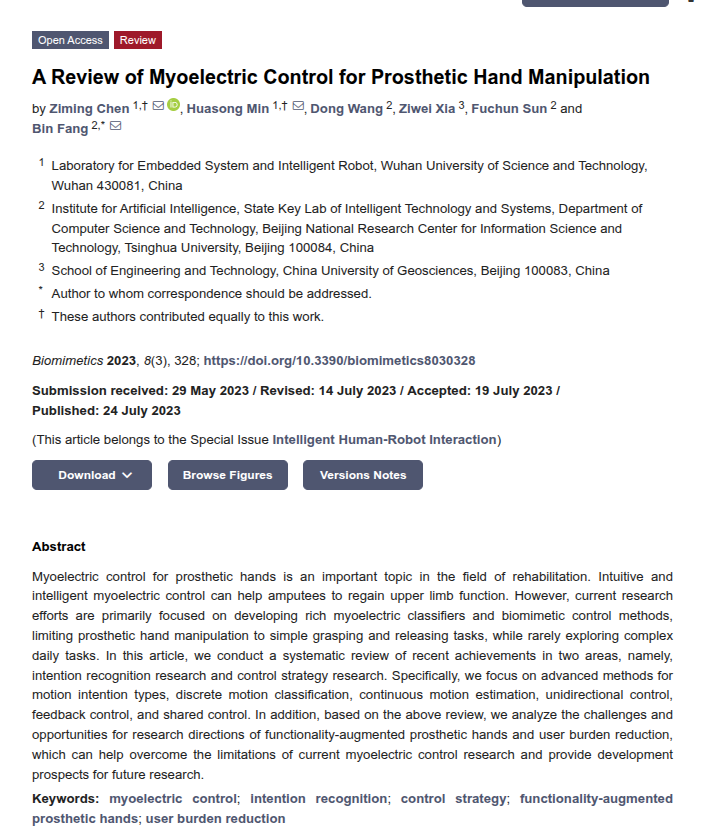 Open Access Review
A Review of Myoelectric Control for Prosthetic Hand Manipulation
by Ziming Chen 1,† iD, Huasong Min 1,†, Dong Wang 2, Ziwei Xia 3, Fuchun Sun 2 and
Bin Fang 2,*
1 Laboratory for Embedded System and Intelligent Robot, Wuhan University of Science and Technology,
Wuhan 430081, China
2 Institute for Artificial Intelligence, State Key Lab of Intelligent Technology and Systems, Department of
Computer Science and Technology, Beijing National Research Center for Information Science and
Technology, Tsinghua University, Beijing 100084, China
3 School of Engineering and Technology, China University of Geosciences, Beijing 100083, China
* Author to whom correspondence should be addressed.
† These authors contributed equally to this work.
Biomimetics 2023, 8(3), 328; https://doi.org/10.3390/biomimetics8030328
Submission received: 29 May 2023 / Revised: 14 July 2023 / Accepted: 19 July 2023 /
Published: 24 July 2023
(This article belongs to the Special Issue Intelligent Human-Robot Interaction)
Download Browse Figures Versions Notes
Abstract
Myoelectric control for prosthetic hands is an important topic in the field of rehabilitation. Intuitive and
intelligent myoelectric control can help amputees to regain upper limb function. However, current research
efforts are primarily focused on developing rich myoelectric classifiers and biomimetic control methods,
limiting prosthetic hand manipulation to simple grasping and releasing tasks, while rarely exploring complex
daily tasks. In this article, we conduct a systematic review of recent achievements in two areas, namely,
intention recognition research and control strategy research. Specifically, we focus on advanced methods for
motion intention types, discrete motion classification, continuous motion estimation, unidirectional control,
feedback control, and shared control. In addition, based on the above review, we analyze the challenges and
opportunities for research directions of functionality-augmented prosthetic hands and user burden reduction,
which can help overcome the limitations of current myoelectric control research and provide development
prospects for future research.
Keywords: myoelectric control; intention recognition; control strategy; functionality-augmented
prosthetic hands; user burden reduction